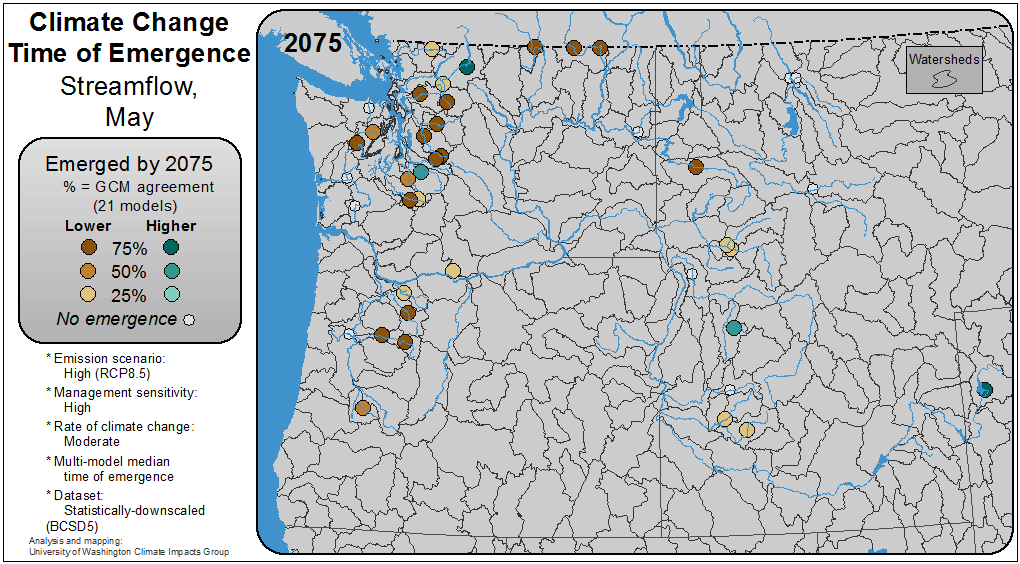 Climate Change
Time of Emergence
Streamflow,
May
Emerged by 2075
% = GCM agreement
(21 models)
Lower Higher
75%
50%
25%
No emergence
* Emission scenario:
High (RCP8.5)
* Management sensitivity:
High
* Rate of climate change:
Moderate
* Multi-model median
time of emergence
* Dataset:
Statistically-downscaled
(BCSD5)
Analysis and mapping:
University of Washington Climate Impacts Group
2075
Watersheds